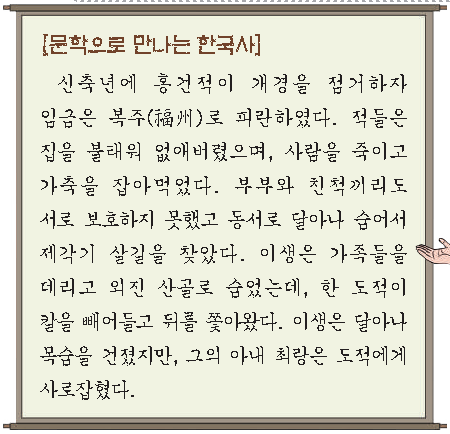 [문학으로 만나는 한국사]
신축년에 홍건적이 개경을 점거하자
임금은 복주(福州)로 피란하였다. 적들은
집을 불태워 없애버렸으며, 사람을 죽이고
가축을 잡아먹었다. 부부와 친척끼리도
서로 보호하지 못했고 동서로 달아나 숨어서
제각기 살길을 찾았다. 이생은 가족들을
데리고 외진 산골로 숨었는데, 한 도적이
칼을 빼어들고 뒤를 쫓아왔다. 이생은 달아나
목숨을 건졌지만, 그의 아내 최랑은 도적에게
사로잡혔다.